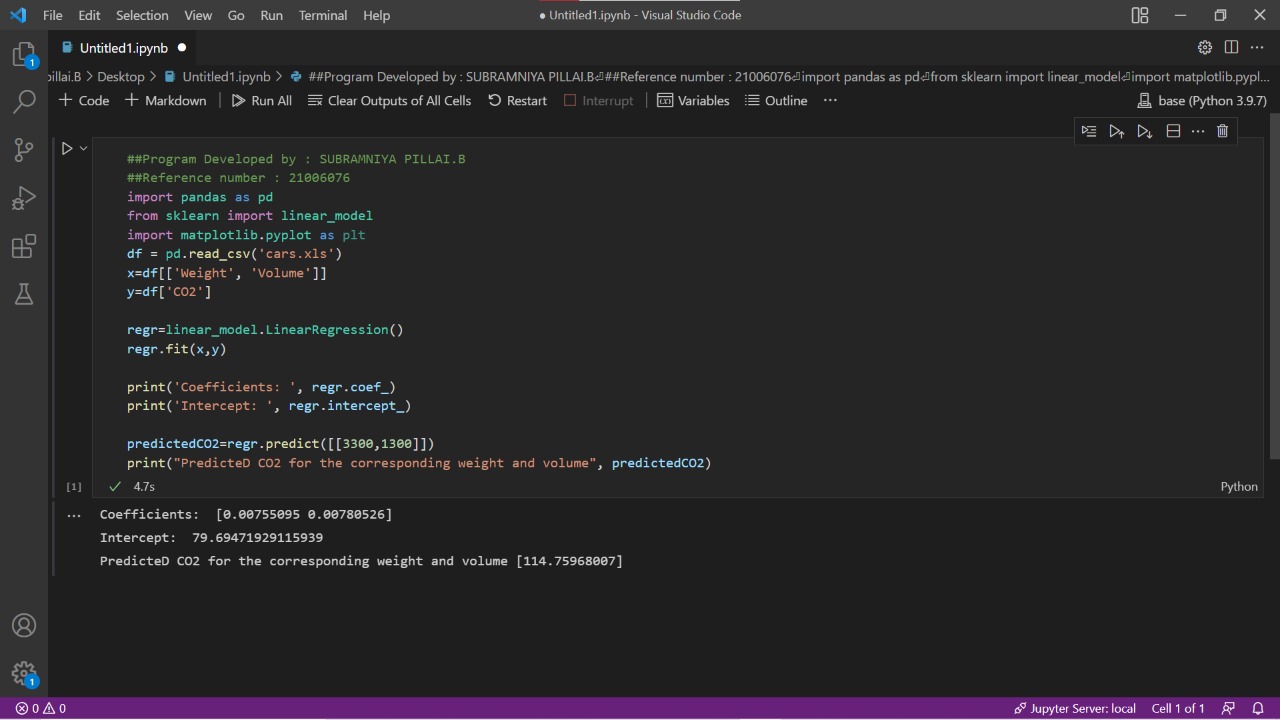 File Edit Selection View Go Run Terminal Help ● Untitled1.ipynb - Visual Studio Code
Untitled1.ipynb ●
pillai.B > Desktop > Untitled1.ipynb > ##Program Developed by : SUBRAMNIYA PILLAI.B⏎##Reference number : 21006076⏎import pandas as pd⏎from sklearn import linear_model⏎import matplotlib.pypl...
+ Code + Markdown | Run All Clear Outputs of All Cells Restart Interrupt | Variables Outline ... base (Python 3.9.7)
##Program Developed by : SUBRAMNIYA PILLAI.B
##Reference number : 21006076
import pandas as pd
from sklearn import linear_model
import matplotlib.pyplot as plt
df = pd.read_csv('cars.xls')
x=df[['Weight', 'Volume']]
y=df['CO2']
regr=linear_model.LinearRegression()
regr.fit(x,y)
print('Coefficients: ', regr.coef_)
print('Intercept: ', regr.intercept_)
predictedCO2=regr.predict([[3300,1300]])
print("PredicteD CO2 for the corresponding weight and volume", predictedCO2)
[1] ✓ 4.7s Python
... Coefficients:  [0.00755095 0.00780526]
Intercept:  79.69471929115939
PredicteD CO2 for the corresponding weight and volume [114.75968007]
1
1
0 0 Jupyter Server: local Cell 1 of 1